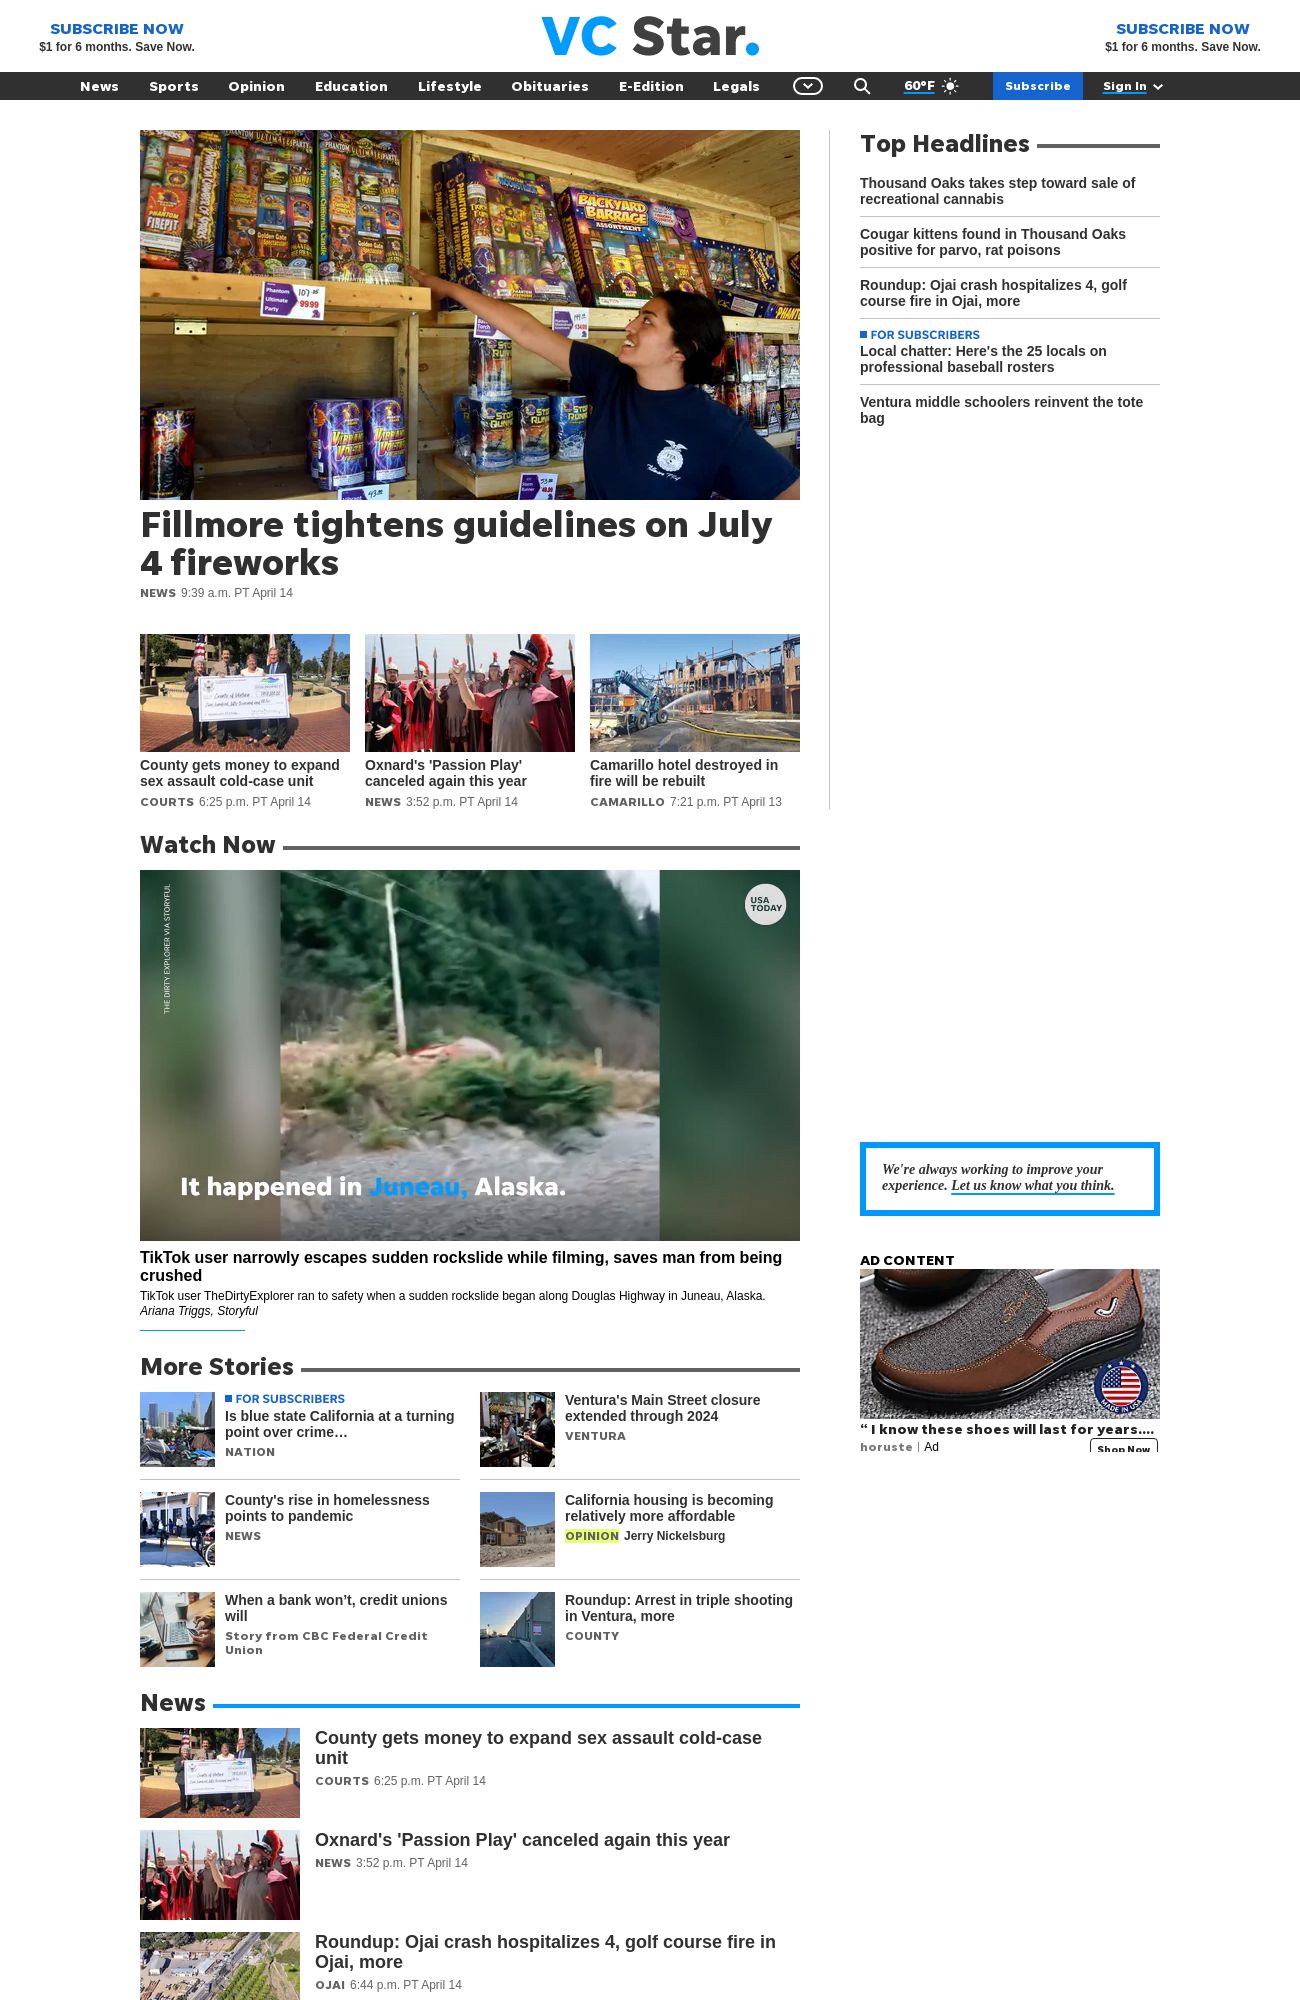 SUBSCRIBE NOW
$1 for 6 months. Save Now.
VC Star.
SUBSCRIBE NOW
$1 for 6 months. Save Now.
News
Sports
Opinion
Education
Lifestyle
Obituaries
E-Edition
Legals
60°F
Subscribe
Sign In
BACKYARD
BARRAGE
ASSORTMENT
Phantom
Ultimate
Party
99.99
Fillmore tightens guidelines on July
4 fireworks
NEWS 9:39 a.m. PT April 14
County gets money to expand
sex assault cold-case unit
COURTS 6:25 p.m. PT April 14
Oxnard's 'Passion Play'
canceled again this year
NEWS 3:52 p.m. PT April 14
Camarillo hotel destroyed in
fire will be rebuilt
CAMARILLO 7:21 p.m. PT April 13
Top Headlines
Thousand Oaks takes step toward sale of
recreational cannabis
Cougar kittens found in Thousand Oaks
positive for parvo, rat poisons
Roundup: Ojai crash hospitalizes 4, golf
course fire in Ojai, more
FOR SUBSCRIBERS
Local chatter: Here's the 25 locals on
professional baseball rosters
Ventura middle schoolers reinvent the tote
bag
Watch Now
THE DIRTY EXPLORER VIA STORYFUL
USA
TODAY
It happened in Juneau, Alaska.
TikTok user narrowly escapes sudden rockslide while filming, saves man from being
crushed
TikTok user TheDirtyExplorer ran to safety when a sudden rockslide began along Douglas Highway in Juneau, Alaska.
Ariana Triggs, Storyful
We're always working to improve your
experience. Let us know what you think.
AD CONTENT
MADE IN USA
“ I know these shoes will last for years....
horuste | Ad
Shop Now
More Stories
FOR SUBSCRIBERS
Is blue state California at a turning
point over crime…
NATION
Ventura's Main Street closure
extended through 2024
VENTURA
County's rise in homelessness
points to pandemic
NEWS
California housing is becoming
relatively more affordable
OPINION Jerry Nickelsburg
When a bank won’t, credit unions
will
Story from CBC Federal Credit
Union
Roundup: Arrest in triple shooting
in Ventura, more
COUNTY
News
County gets money to expand sex assault cold-case
unit
COURTS 6:25 p.m. PT April 14
Oxnard's 'Passion Play' canceled again this year
NEWS 3:52 p.m. PT April 14
Roundup: Ojai crash hospitalizes 4, golf course fire in
Ojai, more
OJAI 6:44 p.m. PT April 14